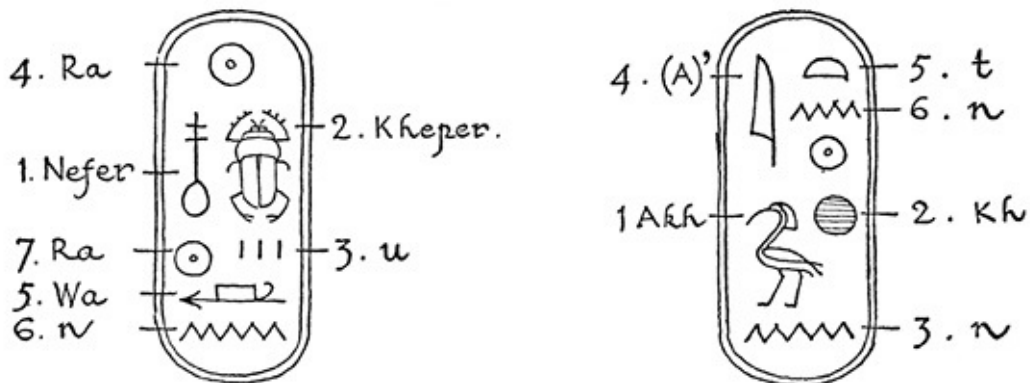 4. Ra
2. Kheper.
1. Nefer
7. Ra
3. u
5. Wa
6. n
4. (A)'
5. t
6. n
1 Akh
2. Kh
3. n